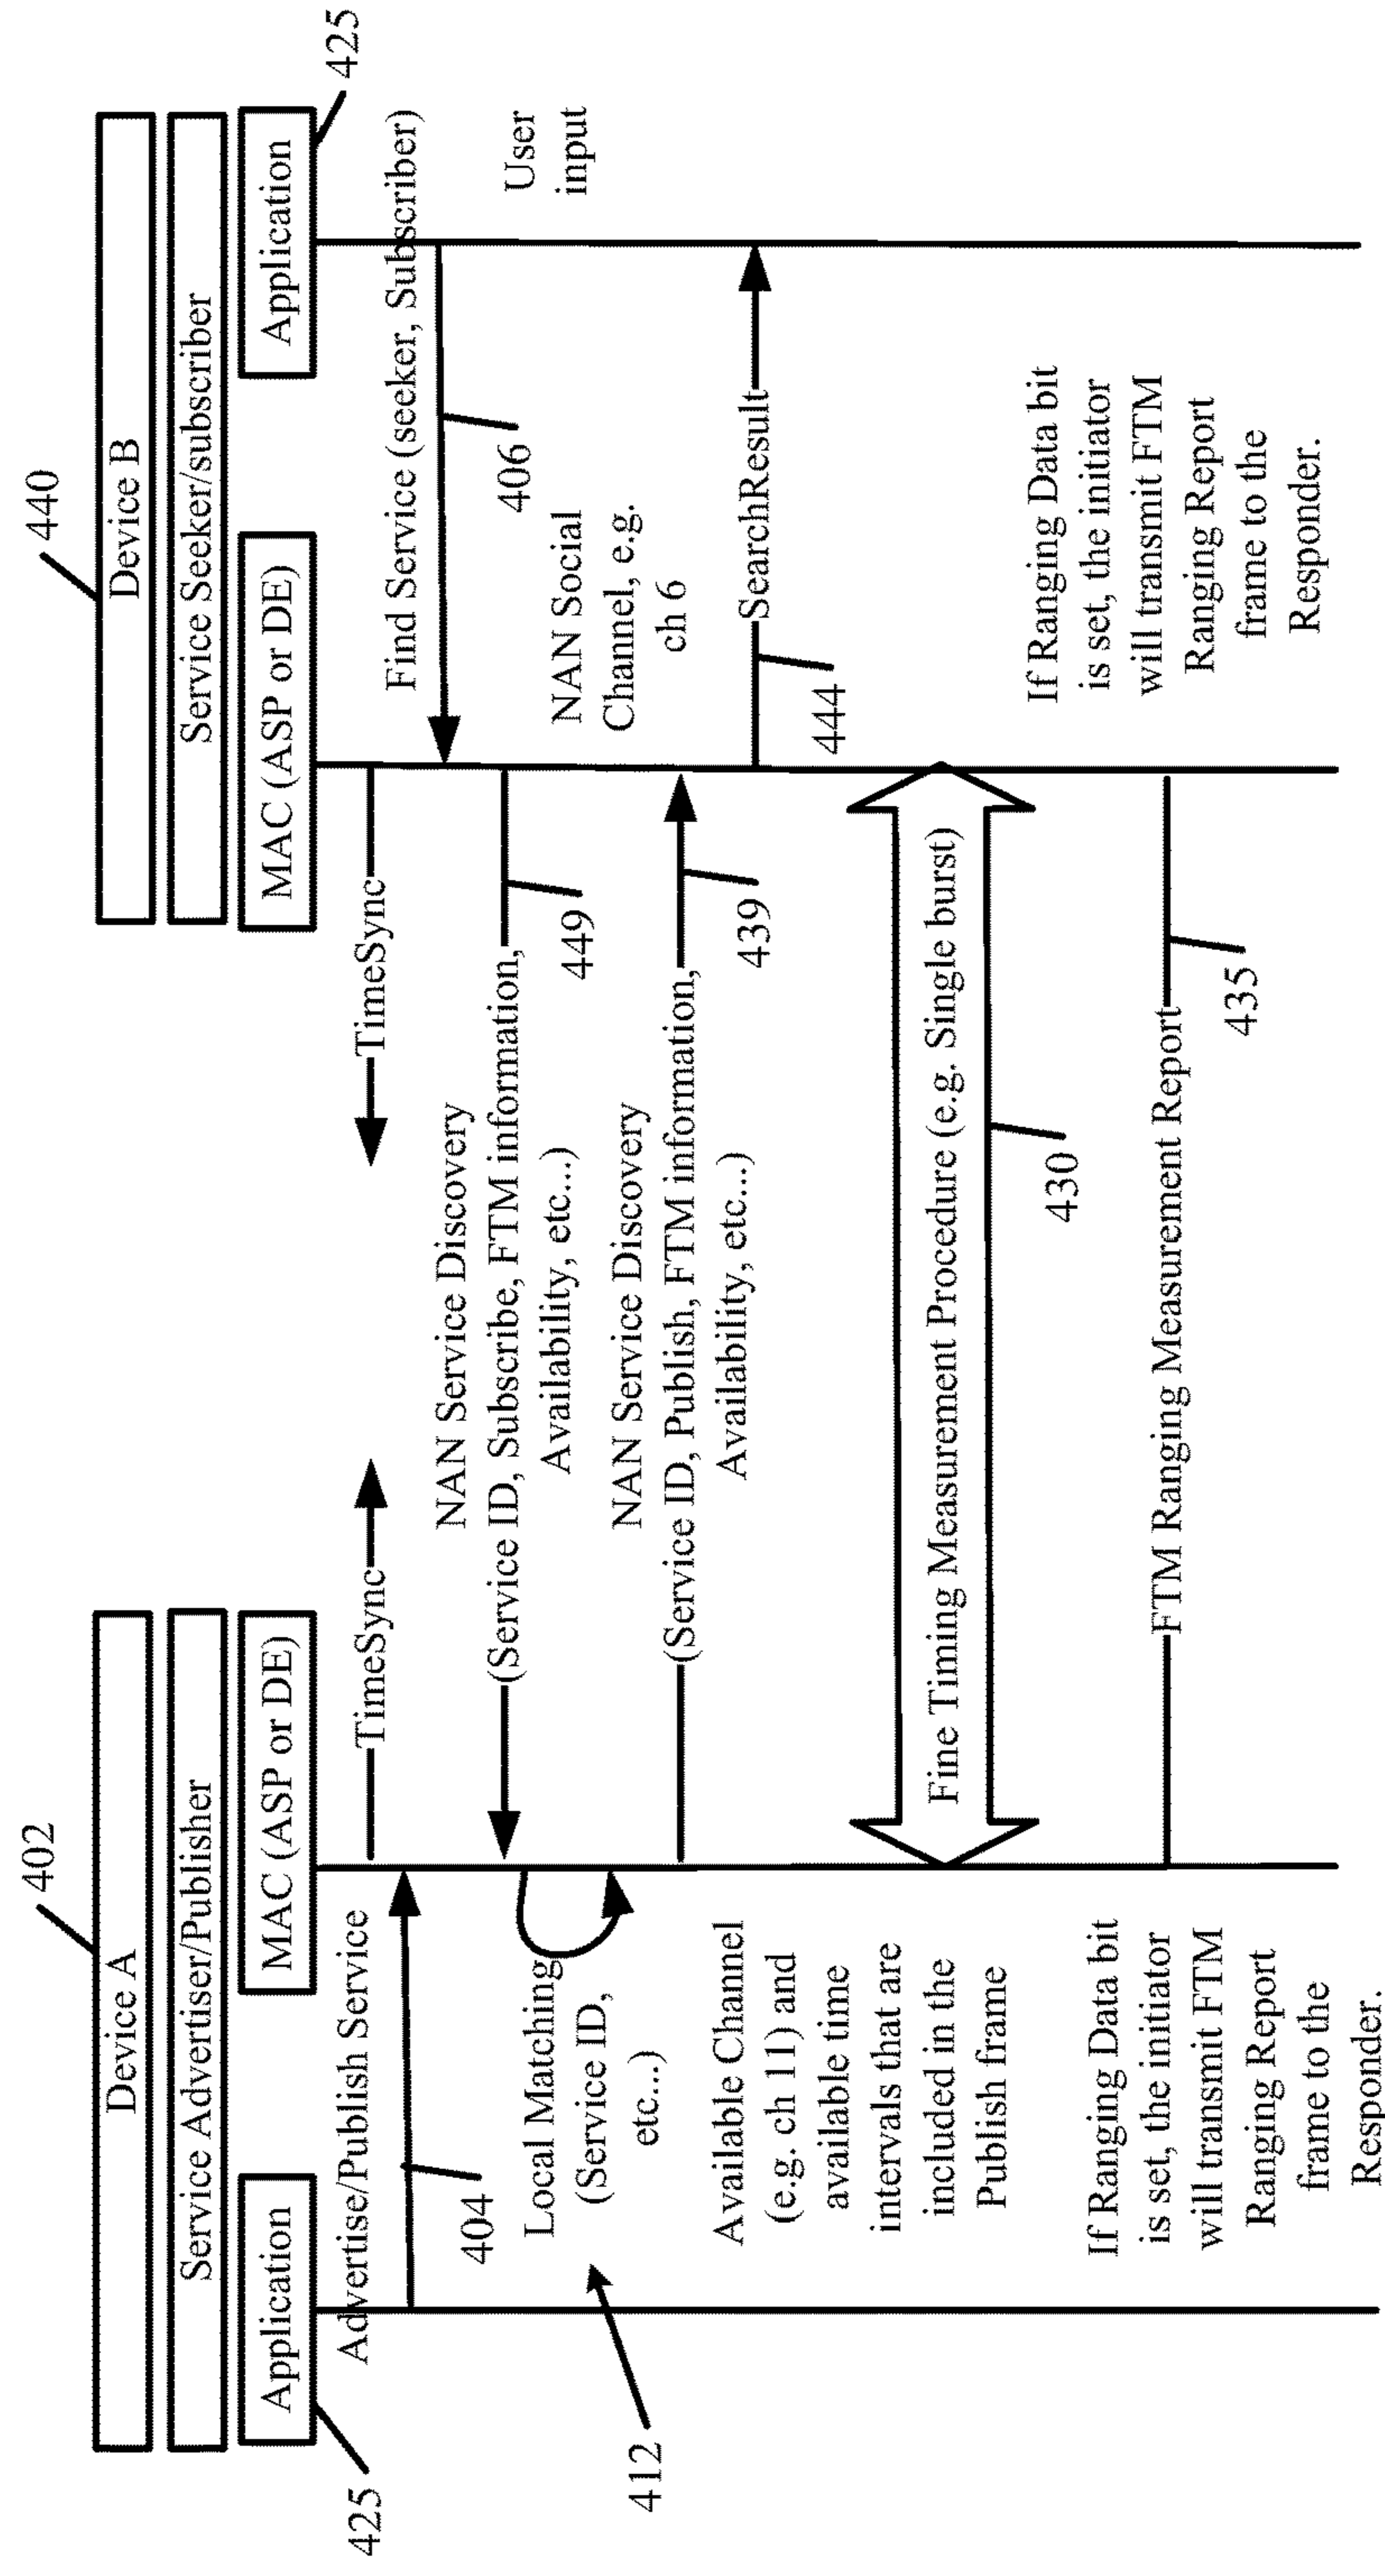 402
440
Device A
Device B
Service Advertiser/Publisher
Service Seeker/subscriber
Application
MAC (ASP or DE)
MAC (ASP or DE)
Application
425
425
Advertise/Publish Service
TimeSync
TimeSync
Find Service (seeker, Subscriber)
404
406
User
input
NAN Service Discovery
(Service ID, Subscribe, FTM information,
Availability, etc...)
449
NAN Social
Channel, e.g.
ch 6
Local Matching
(Service ID,
etc...)
412
NAN Service Discovery
(Service ID, Publish, FTM information,
Availability, etc...)
439
SearchResult
444
Available Channel
(e.g. ch 11) and
available time
intervals that are
included in the
Publish frame
Fine Timing Measurement Procedure (e.g. Single burst)
430
If Ranging Data bit
is set, the initiator
will transmit FTM
Ranging Report
frame to the
Responder.
FTM Ranging Measurement Report
435
If Ranging Data bit
is set, the initiator
will transmit FTM
Ranging Report
frame to the
Responder.